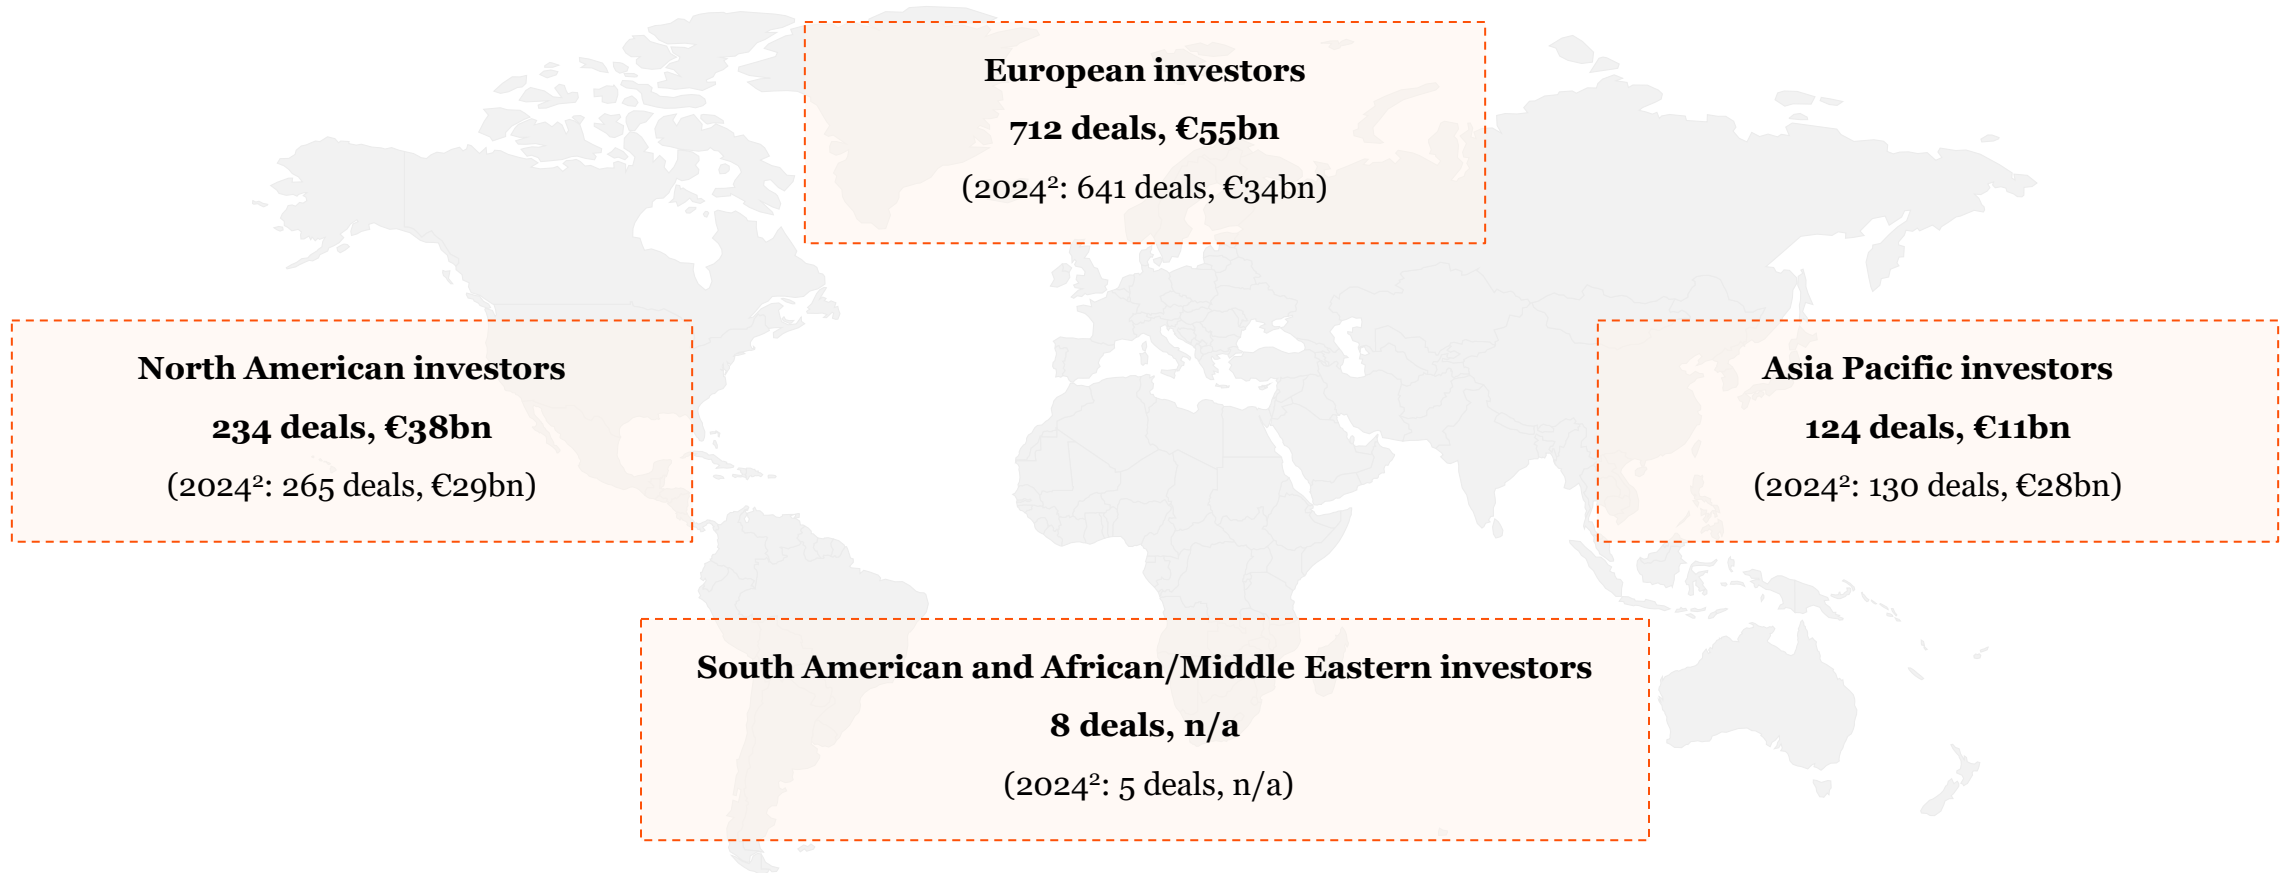 European investors
712 deals, €55bn
(2024²: 641 deals, €34bn)
North American investors
234 deals, €38bn
(2024²: 265 deals, €29bn)
Asia Pacific investors
124 deals, €11bn
(2024²: 130 deals, €28bn)
South American and African/Middle Eastern investors
8 deals, n/a
(2024²: 5 deals, n/a)